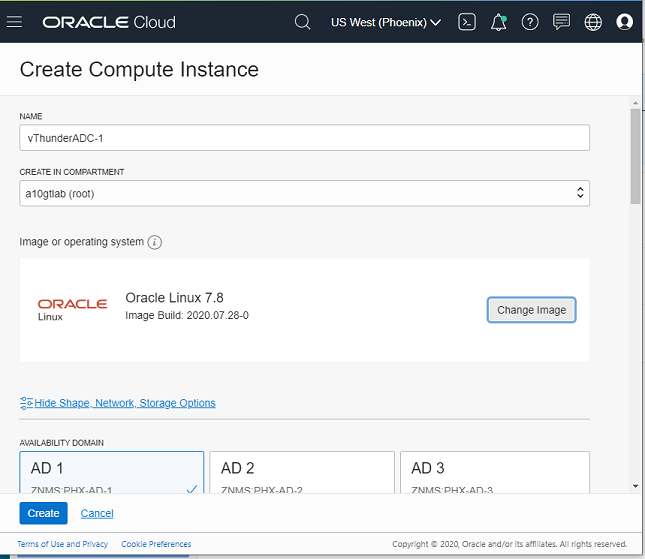 ORACLE Cloud
US West (Phoenix)
Create Compute Instance
NAME
vThunderADC-1
CREATE IN COMPARTMENT
a10gtlab (root)
Image or operating system i
ORACLE
Linux
Oracle Linux 7.8
Image Build: 2020.07.28-0
Change Image
Hide Shape, Network, Storage Options
AVAILABILITY DOMAIN
AD 1
ZNMS:PHX-AD-1
AD 2
ZNMS:PHX-AD-2
AD 3
ZNMS:PHX-AD-3
Create
Cancel
Terms of Use and Privacy
Cookie Preferences
Copyright © 2020, Oracle and/or its affiliates. All rights reserved.